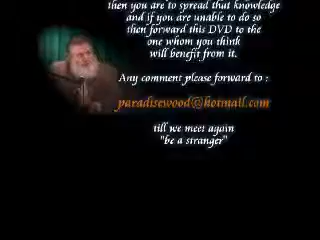 then you are to spread that knowledge
and if you are unable to do so
then forward this DVD to the
one whom you think
will benefit from it.
Any comment please forward to :
paradisewood@hotmail.com
till we meet again
"be a stranger"